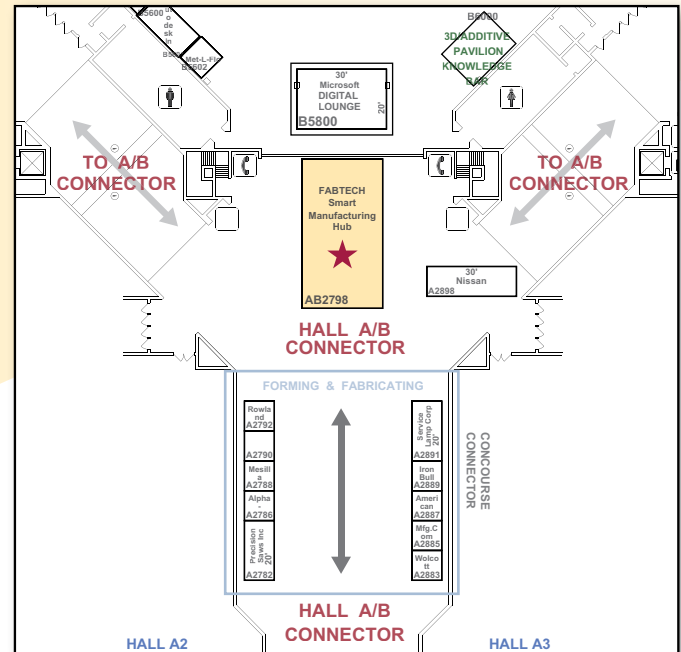 B5600
us
o
de
sk
in
Met-L-Flo
B5602
B6000
3D/ADDITIVE
PAVILION
KNOWLEDGE
BAR
30'
Microsoft
DIGITAL
LOUNGE
20'
B5800
TO A/B
CONNECTOR
TO A/B
CONNECTOR
FABTECH
Smart
Manufacturing
Hub
AB2798
30'
Nissan
A2898
HALL A/B
CONNECTOR
FORMING & FABRICATING
Rowla
nd
A2792
A2790
Mesill
a
A2788
Alpha
-
A2786
Precision
Saws Inc
20'
A2782
Service
Lamp Corp
20'
A2891
Iron
Bull
A2889
Ameri
can
A2887
Mfg.C
om
A2885
Wolco
tt
A2883
CONCOURSE
CONNECTOR
HALL A/B
CONNECTOR
HALL A2
HALL A3